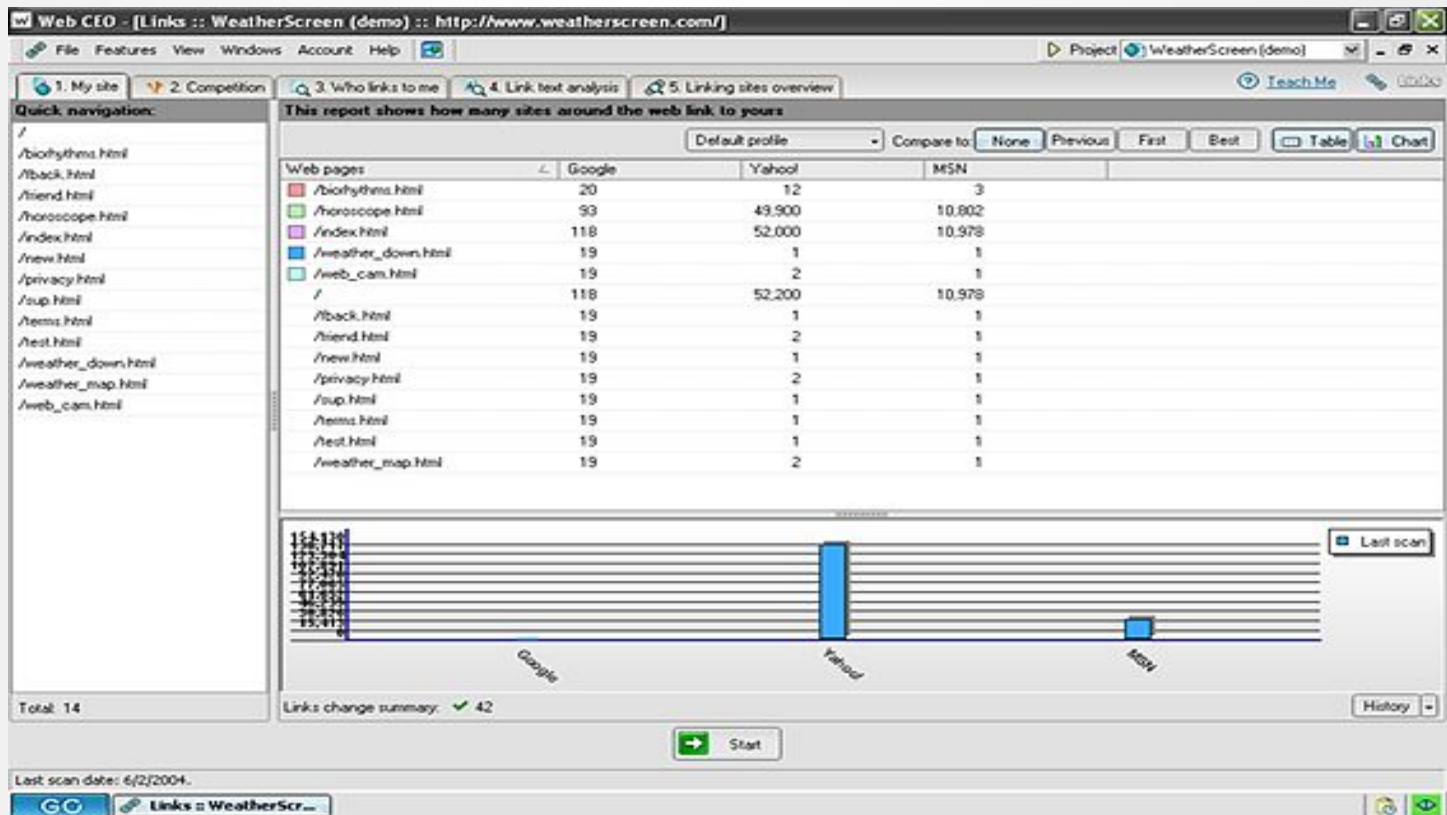 Web CEO - [Links :: WeatherScreen (demo) :: http://www.weatherscreen.com/]
File Features View Windows Account Help Project WeatherScreen (demo)
1. My site 2. Competition 3. Who links to me 4. Link text analysis 5. Linking sites overview Teach Me
Quick navigation: This report shows how many sites around the web link to yours
Default profile Compare to: None Previous First Best Table Chart
/
/biorhythms.html
/fback.html
/friend.html
/horoscope.html
/index.html
/new.html
/privacy.html
/sup.html
/terms.html
/test.html
/weather_down.html
/weather_map.html
/web_cam.html
Total: 14
Web pages Google Yahoo! MSN
/biorhythms.html 20 12 3
/horoscope.html 93 49,900 10,802
/index.html 118 52,000 10,978
/weather_down.html 19 1 1
/web_cam.html 19 2 1
/ 118 52,200 10,978
/fback.html 19 1 1
/friend.html 19 2 1
/new.html 19 1 1
/privacy.html 19 2 1
/sup.html 19 1 1
/terms.html 19 1 1
/test.html 19 1 1
/weather_map.html 19 2 1
154,130
15,413
0
Last scan
Google Yahoo! MSN
Links change summary: 42 History
Start
Last scan date: 6/2/2004.
GO Links :: WeatherScr...